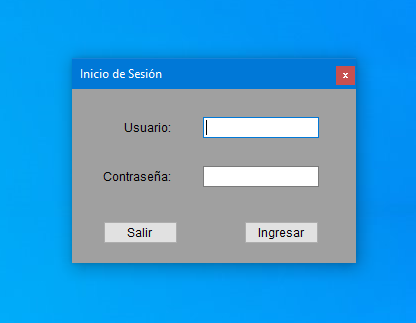 Inicio de Sesión
x
Usuario:
Contraseña:
Salir
Ingresar